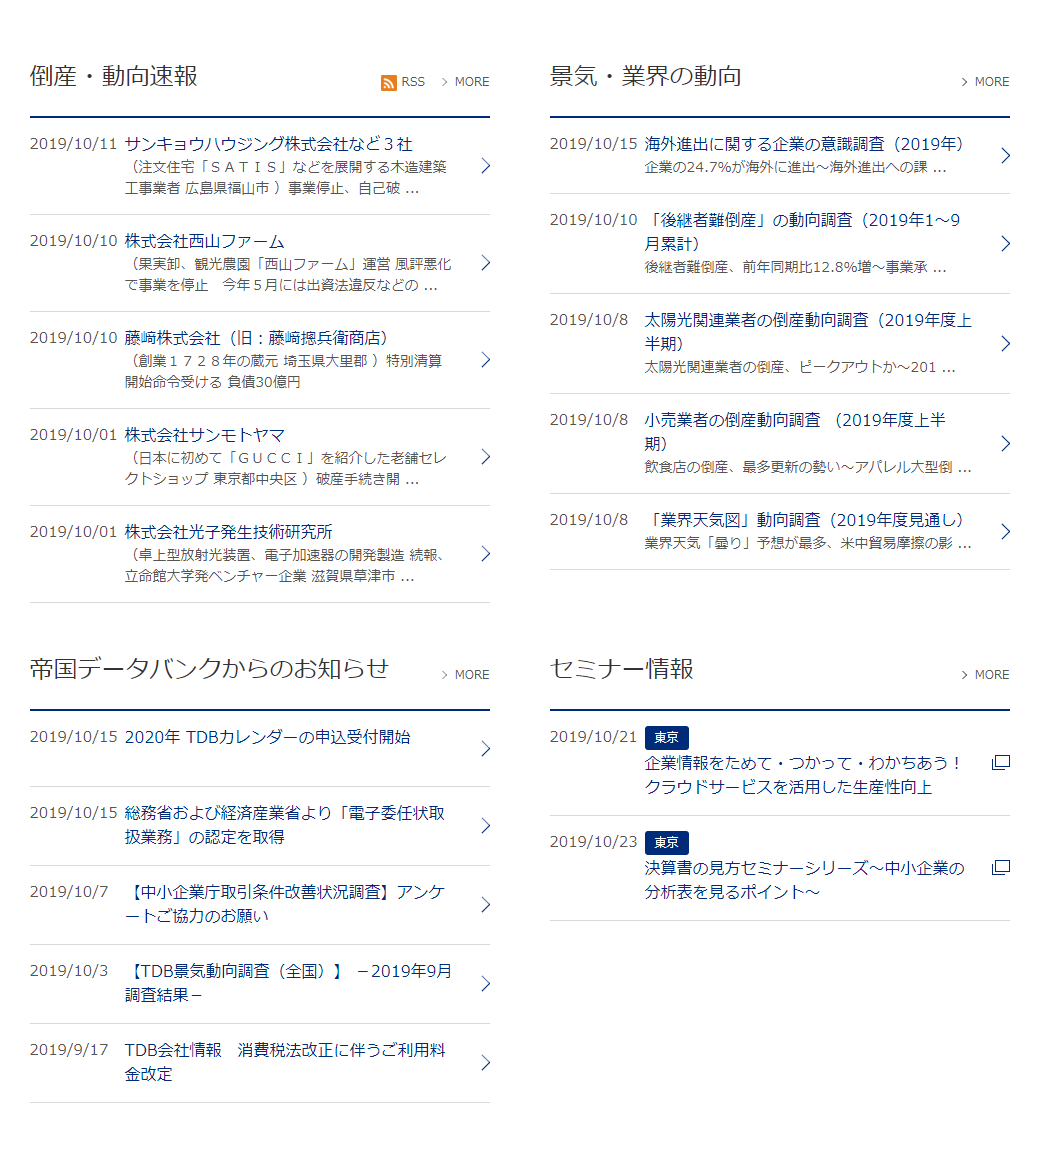 倒産・動向速報
RSS
MORE
2019/10/11 サンキョウハウジング株式会社など３社
（注文住宅「ＳＡＴＩＳ」などを展開する木造建築
工事業者 広島県福山市 ）事業停止、自己破 ...
2019/10/10 株式会社西山ファーム
（果実卸、観光農園「西山ファーム」運営 風評悪化
で事業を停止　今年５月には出資法違反などの ...
2019/10/10 藤﨑株式会社（旧：藤﨑摠兵衛商店）
（創業１７２８年の蔵元 埼玉県大里郡 ）特別清算
開始命令受ける 負債30億円
2019/10/01 株式会社サンモトヤマ
（日本に初めて「ＧＵＣＣＩ」を紹介した老舗セレ
クトショップ 東京都中央区 ）破産手続き開 ...
2019/10/01 株式会社光子発生技術研究所
（卓上型放射光装置、電子加速器の開発製造 続報、
立命館大学発ベンチャー企業 滋賀県草津市 ...
景気・業界の動向
MORE
2019/10/15 海外進出に関する企業の意識調査（2019年）
企業の24.7%が海外に進出～海外進出への課 ...
2019/10/10 「後継者難倒産」の動向調査（2019年1～9
月累計）
後継者難倒産、前年同期比12.8%増～事業承 ...
2019/10/8 太陽光関連業者の倒産動向調査（2019年度上
半期）
太陽光関連業者の倒産、ピークアウトか～201 ...
2019/10/8 小売業者の倒産動向調査 （2019年度上半
期）
飲食店の倒産、最多更新の勢い～アパレル大型倒 ...
2019/10/8 「業界天気図」動向調査（2019年度見通し）
業界天気「曇り」予想が最多、米中貿易摩擦の影 ...
帝国データバンクからのお知らせ
MORE
2019/10/15 2020年 TDBカレンダーの申込受付開始
2019/10/15 総務省および経済産業省より「電子委任状取
扱業務」の認定を取得
2019/10/7 【中小企業庁取引条件改善状況調査】アンケ
ートご協力のお願い
2019/10/3 【TDB景気動向調査（全国）】 －2019年9月
調査結果－
2019/9/17 TDB会社情報　消費税法改正に伴うご利用料
金改定
セミナー情報
MORE
2019/10/21 東京
企業情報をためて・つかって・わかちあう！
クラウドサービスを活用した生産性向上
2019/10/23 東京
決算書の見方セミナーシリーズ～中小企業の
分析表を見るポイント～